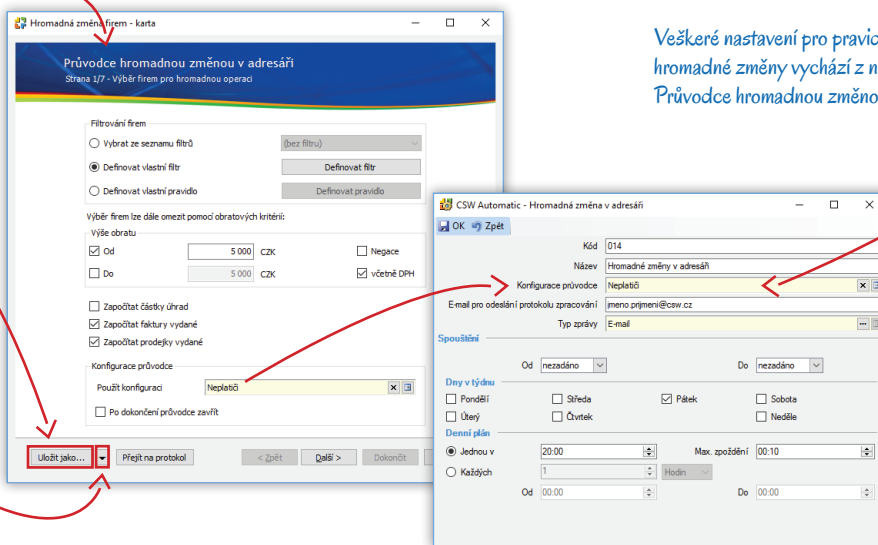 Veškeré nastavení pro
hromadné změny vychází z
Průvodce hromadnou
Hromadná změna firem - karta
Průvodce hromadnou změnou v adresáři
Strana 1/7 - Výběr firem pro hromadnou operaci
Filtrování firem
Vybrat ze seznamu filtrů (bez filtru)
Definovat vlastní filtr Definovat filtr
Definovat vlastní pravidlo Definovat pravidlo
Výběr firem lze dále omezit pomocí obratových kritérií:
Výše obratu
Od 5 000 CZK Negace
Do 5 000 CZK včetně DPH
Započítat částky úhrad
Započítat faktury vydané
Započítat prodejky vydané
Konfigurace průvodce
Použít konfiguraci Neplatiči
Po dokončení průvodce zavřít
Uložit jako... Přejít na protokol < Zpět Další > Dokončit
CSW Automatic - Hromadná změna v adresáři
OK Zpět
Kód 014
Název Hromadné změny v adresáři
Konfigurace průvodce Neplatiči
E-mail pro odeslání protokolu zpracování jmeno.prijmeni@csw.cz
Typ zprávy E-mail
Spouštění
Od nezadáno Do nezadáno
Dny v týdnu
Pondělí Středa Pátek Sobota
Úterý Čtvrtek Neděle
Denní plán
Jednou v 20:00 Max. zpoždění 00:10
Každých 1 Hodin
Od 00:00 Do 00:00